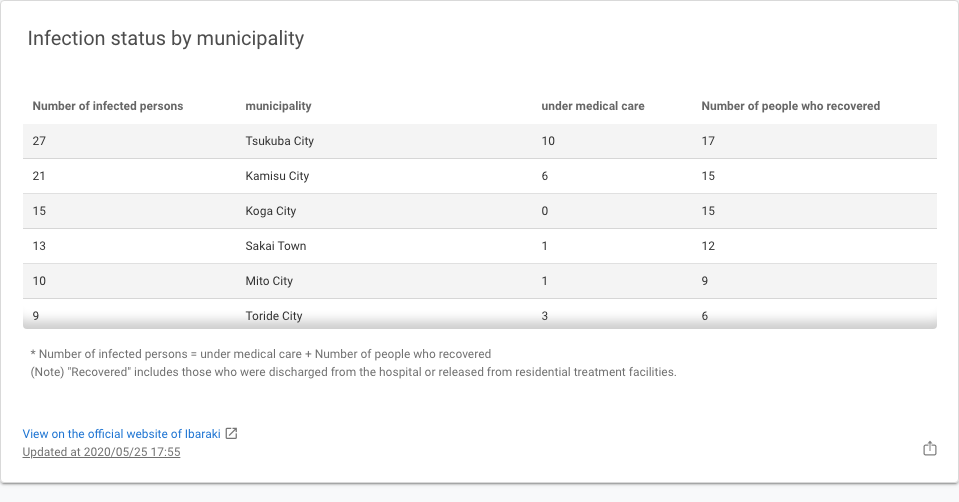 Infection status by municipality
Number of infected persons municipality under medical care Number of people who recovered
27 Tsukuba City 10 17
21 Kamisu City 6 15
15 Koga City 0 15
13 Sakai Town 1 12
10 Mito City 1 9
9 Toride City 3 6
* Number of infected persons = under medical care + Number of people who recovered
(Note) "Recovered" includes those who were discharged from the hospital or released from residential treatment facilities.
View on the official website of Ibaraki
Updated at 2020/05/25 17:55